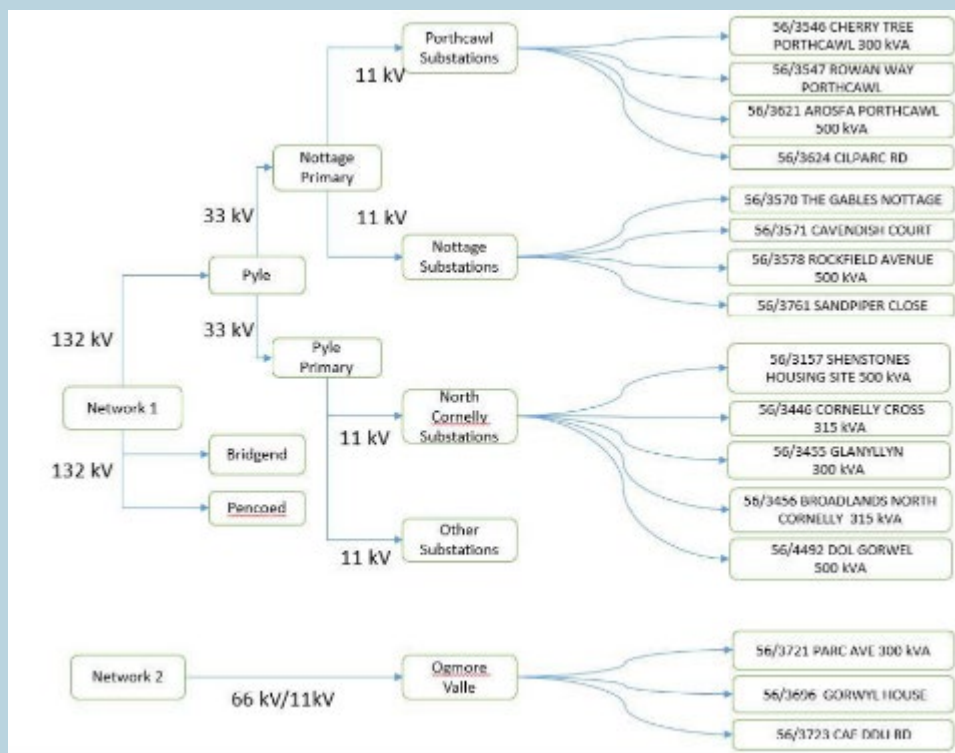 Porthcawl
Substations
56/3546 CHERRY TREE
PORTHCAWL 300 kVA
56/3547 ROWAN WAY
PORTHCAWL
56/3621 AROSFA PORTHCAWL
500 kVA
56/3624 CILPARC RD
11 kV
Nottage
Primary
33 kV
11 kV
Nottage
Substations
56/3570 THE GABLES NOTTAGE
56/3571 CAVENDISH COURT
56/3578 ROCKFIELD AVENUE
500 kVA
56/3761 SANDPIPER CLOSE
Pyle
132 kV
33 kV
Pyle
Primary
Network 1
132 kV
Bridgend
Pencoed
11 kV
North
Cornelly
Substations
56/3157 SHENSTONES
HOUSING SITE 500 kVA
56/3446 CORNELLY CROSS
315 kVA
56/3455 GLANYLLYN
300 kVA
56/3456 BROADLANDS NORTH
CORNELLY 315 kVA
56/4492 DOL GORWEL
500 kVA
11 kV
Other
Substations
Network 2
66 kV/11kV
Ogmore
Valle
56/3721 PARC AVE 300 kVA
56/3696 GORWYL HOUSE
56/3723 CAE DDU RD